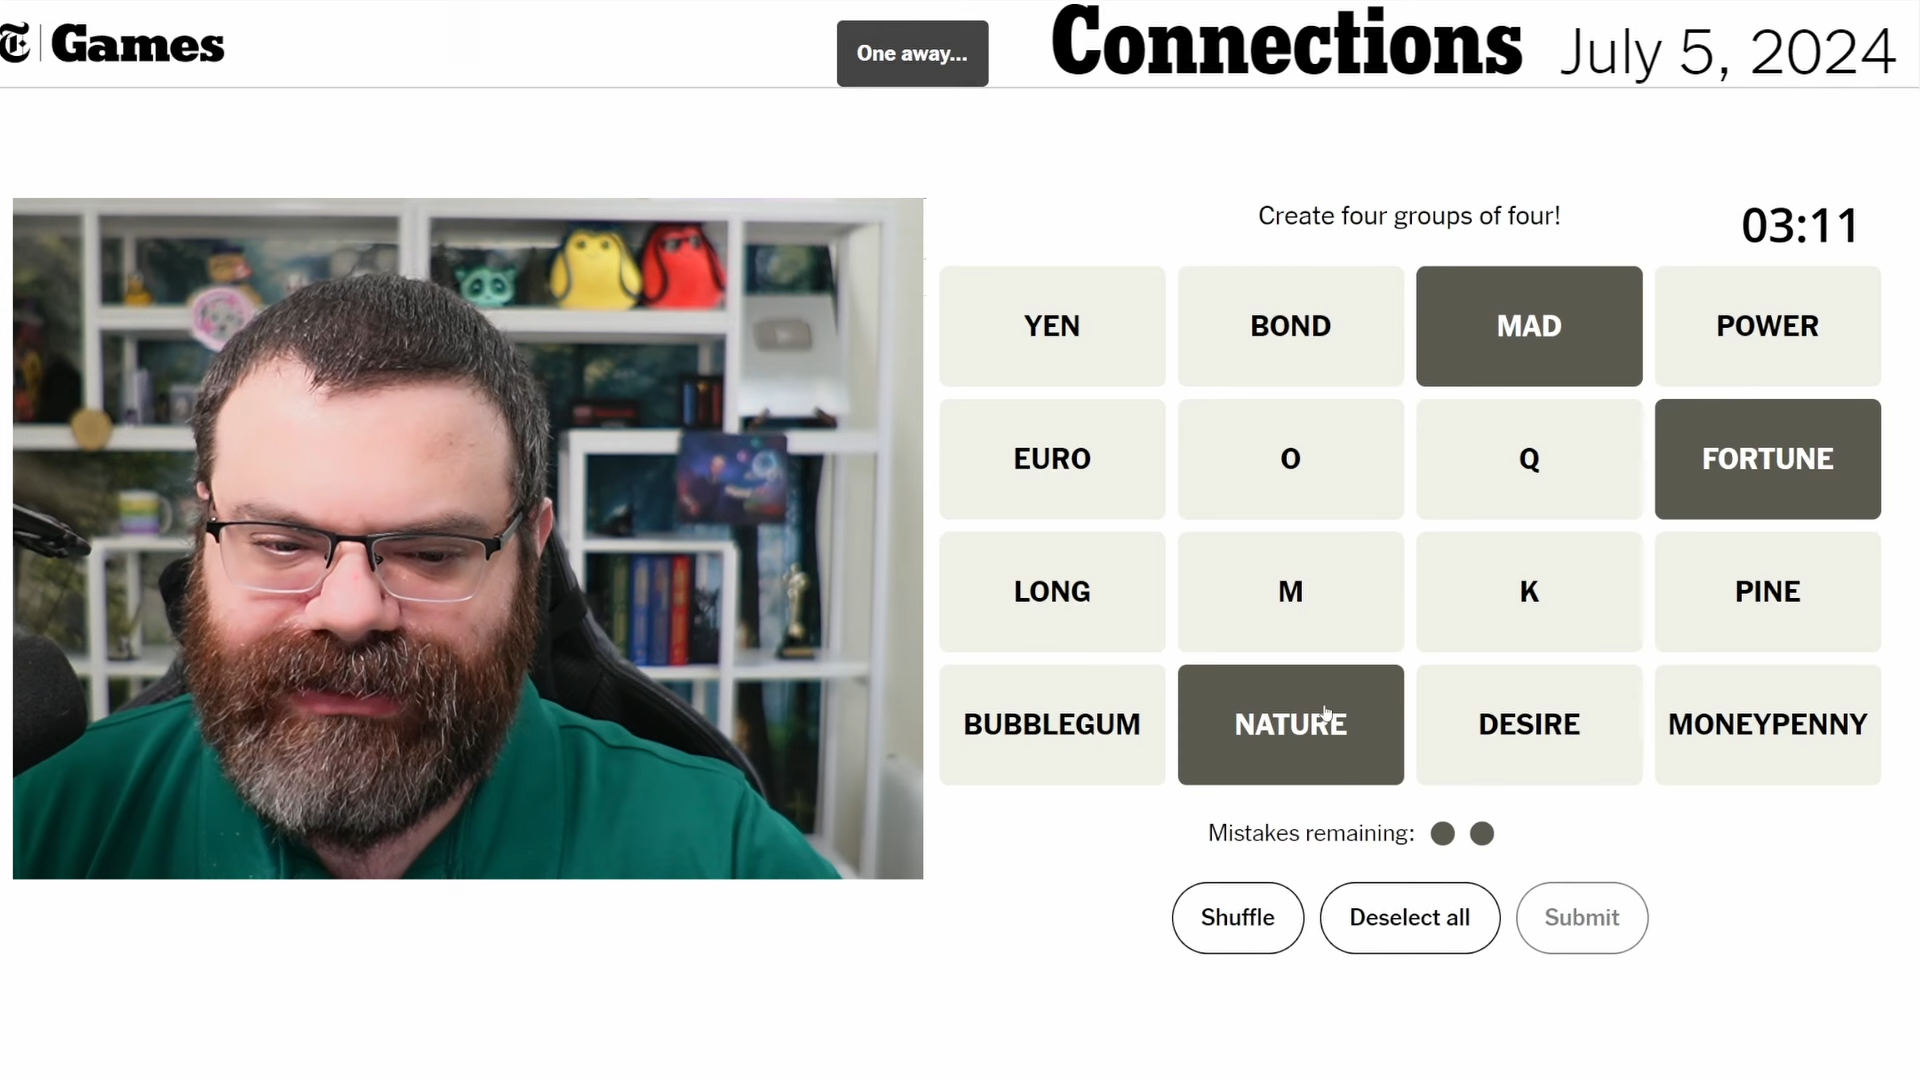 T Games
One away...
Connections July 5, 2024
Create four groups of four!
03:11
YEN BOND MAD POWER
EURO O Q FORTUNE
LONG M K PINE
BUBBLEGUM NATURE DESIRE MONEYPENNY
Mistakes remaining:
Shuffle Deselect all Submit